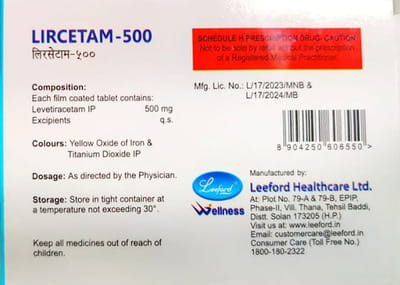 LIRCETAM-500
लिरसेटाम-५००
SCHEDULE H PRESCRIPTION DRUG- CAUTION
Not to be sold by retail without the prescription
of a Registered Medical Practitioner.
Composition:
Each film coated tablet contains:
Levetiracetam IP 500 mg
Excipients q.s.
Colours: Yellow Oxide of Iron &
Titanium Dioxide IP
Dosage: As directed by the Physician.
Storage: Store in tight container at
a temperature not exceeding 30°.
Keep all medicines out of reach of
children.
Mfg. Lic. No.: L/17/2023/MNB &
L/17/2024/MB
8904250606550
Leeford
Wellness
Manufactured by:
Leeford Healthcare Ltd.
At: Plot No. 79-A & 79-B, EPIP,
Phase-II, Vill. Thana, Tehsil Baddi,
Distt. Solan 173205 (H.P.)
Visit us at: www.leeford.in
Email: customercare@leeford.in
Consumer Care (Toll Free No.)
1800-180-2322